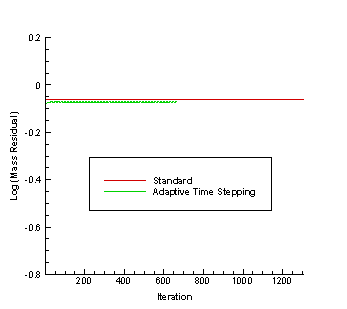 0.2
0
-0.2
-0.4
-0.6
-0.8
Log (Mass Residual)
Standard
Adaptive Time Stepping
200 400 600 800 1000 1200
Iteration